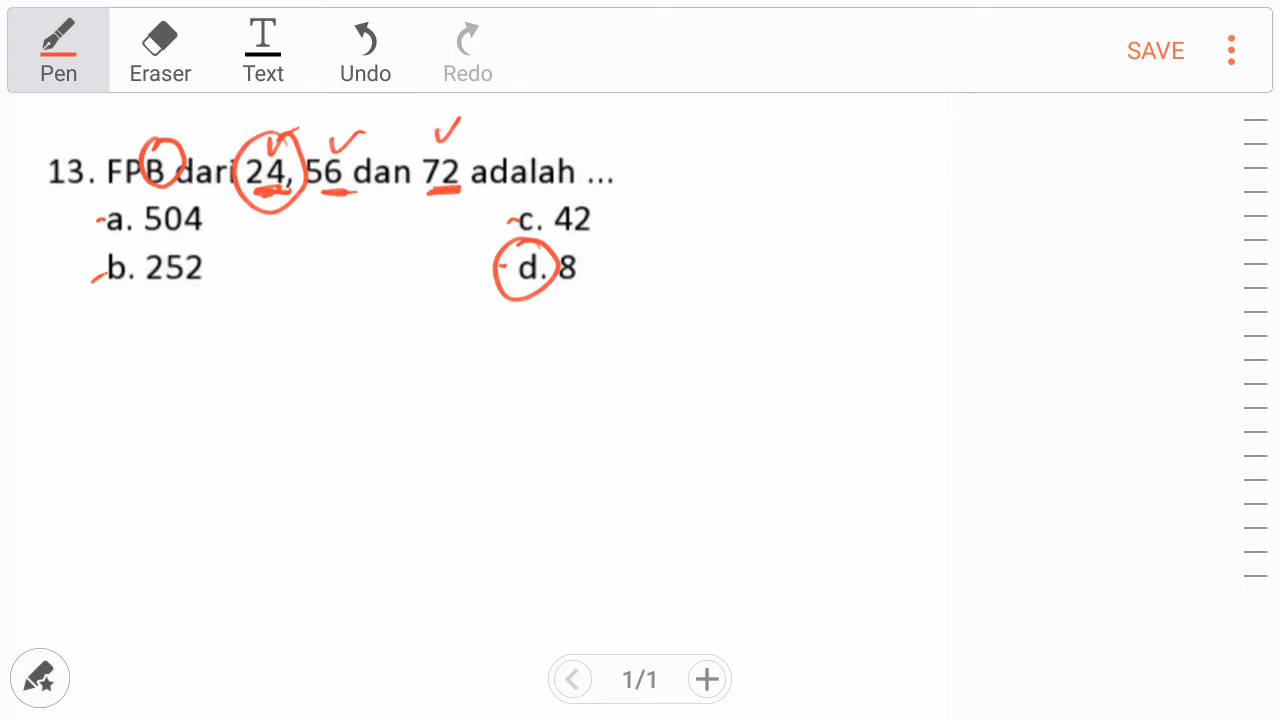 Pen
Eraser
Text
Undo
Redo
SAVE
13. FPB dari 24, 56 dan 72 adalah ...
a. 504
c. 42
b. 252
d. 8
1/1